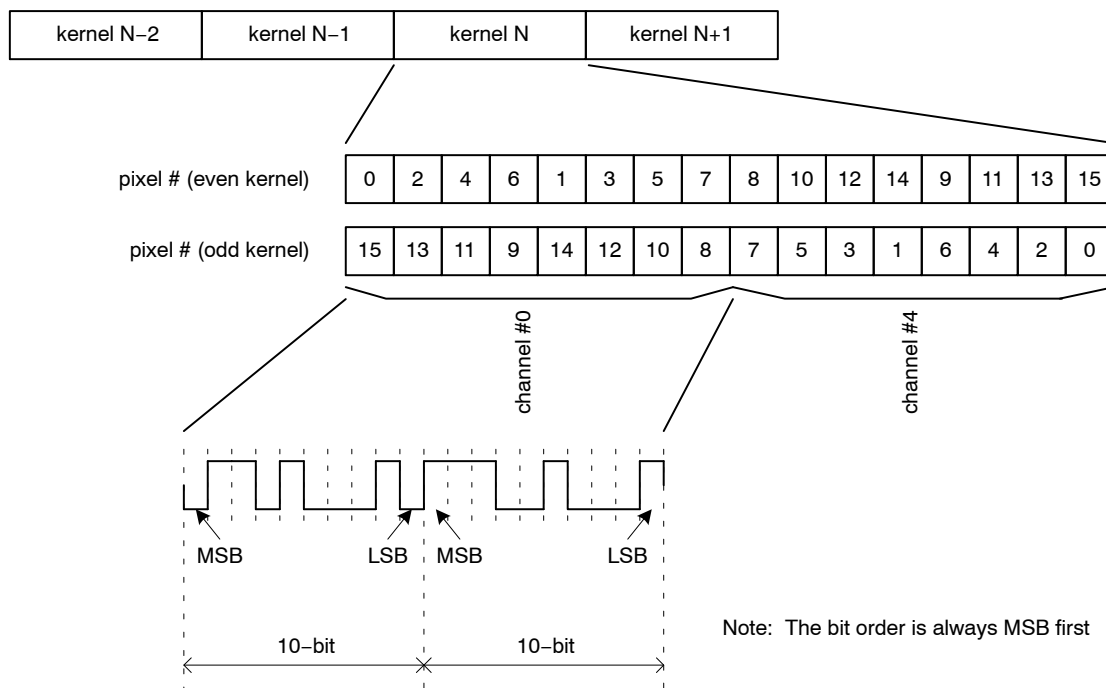 kernel N−2 kernel N−1 kernel N kernel N+1
pixel # (even kernel) 0 2 4 6 1 3 5 7 8 10 12 14 9 11 13 15
pixel # (odd kernel) 15 13 11 9 14 12 10 8 7 5 3 1 6 4 2 0
channel #0
channel #4
MSB LSB MSB LSB
10−bit 10−bit
Note: The bit order is always MSB first